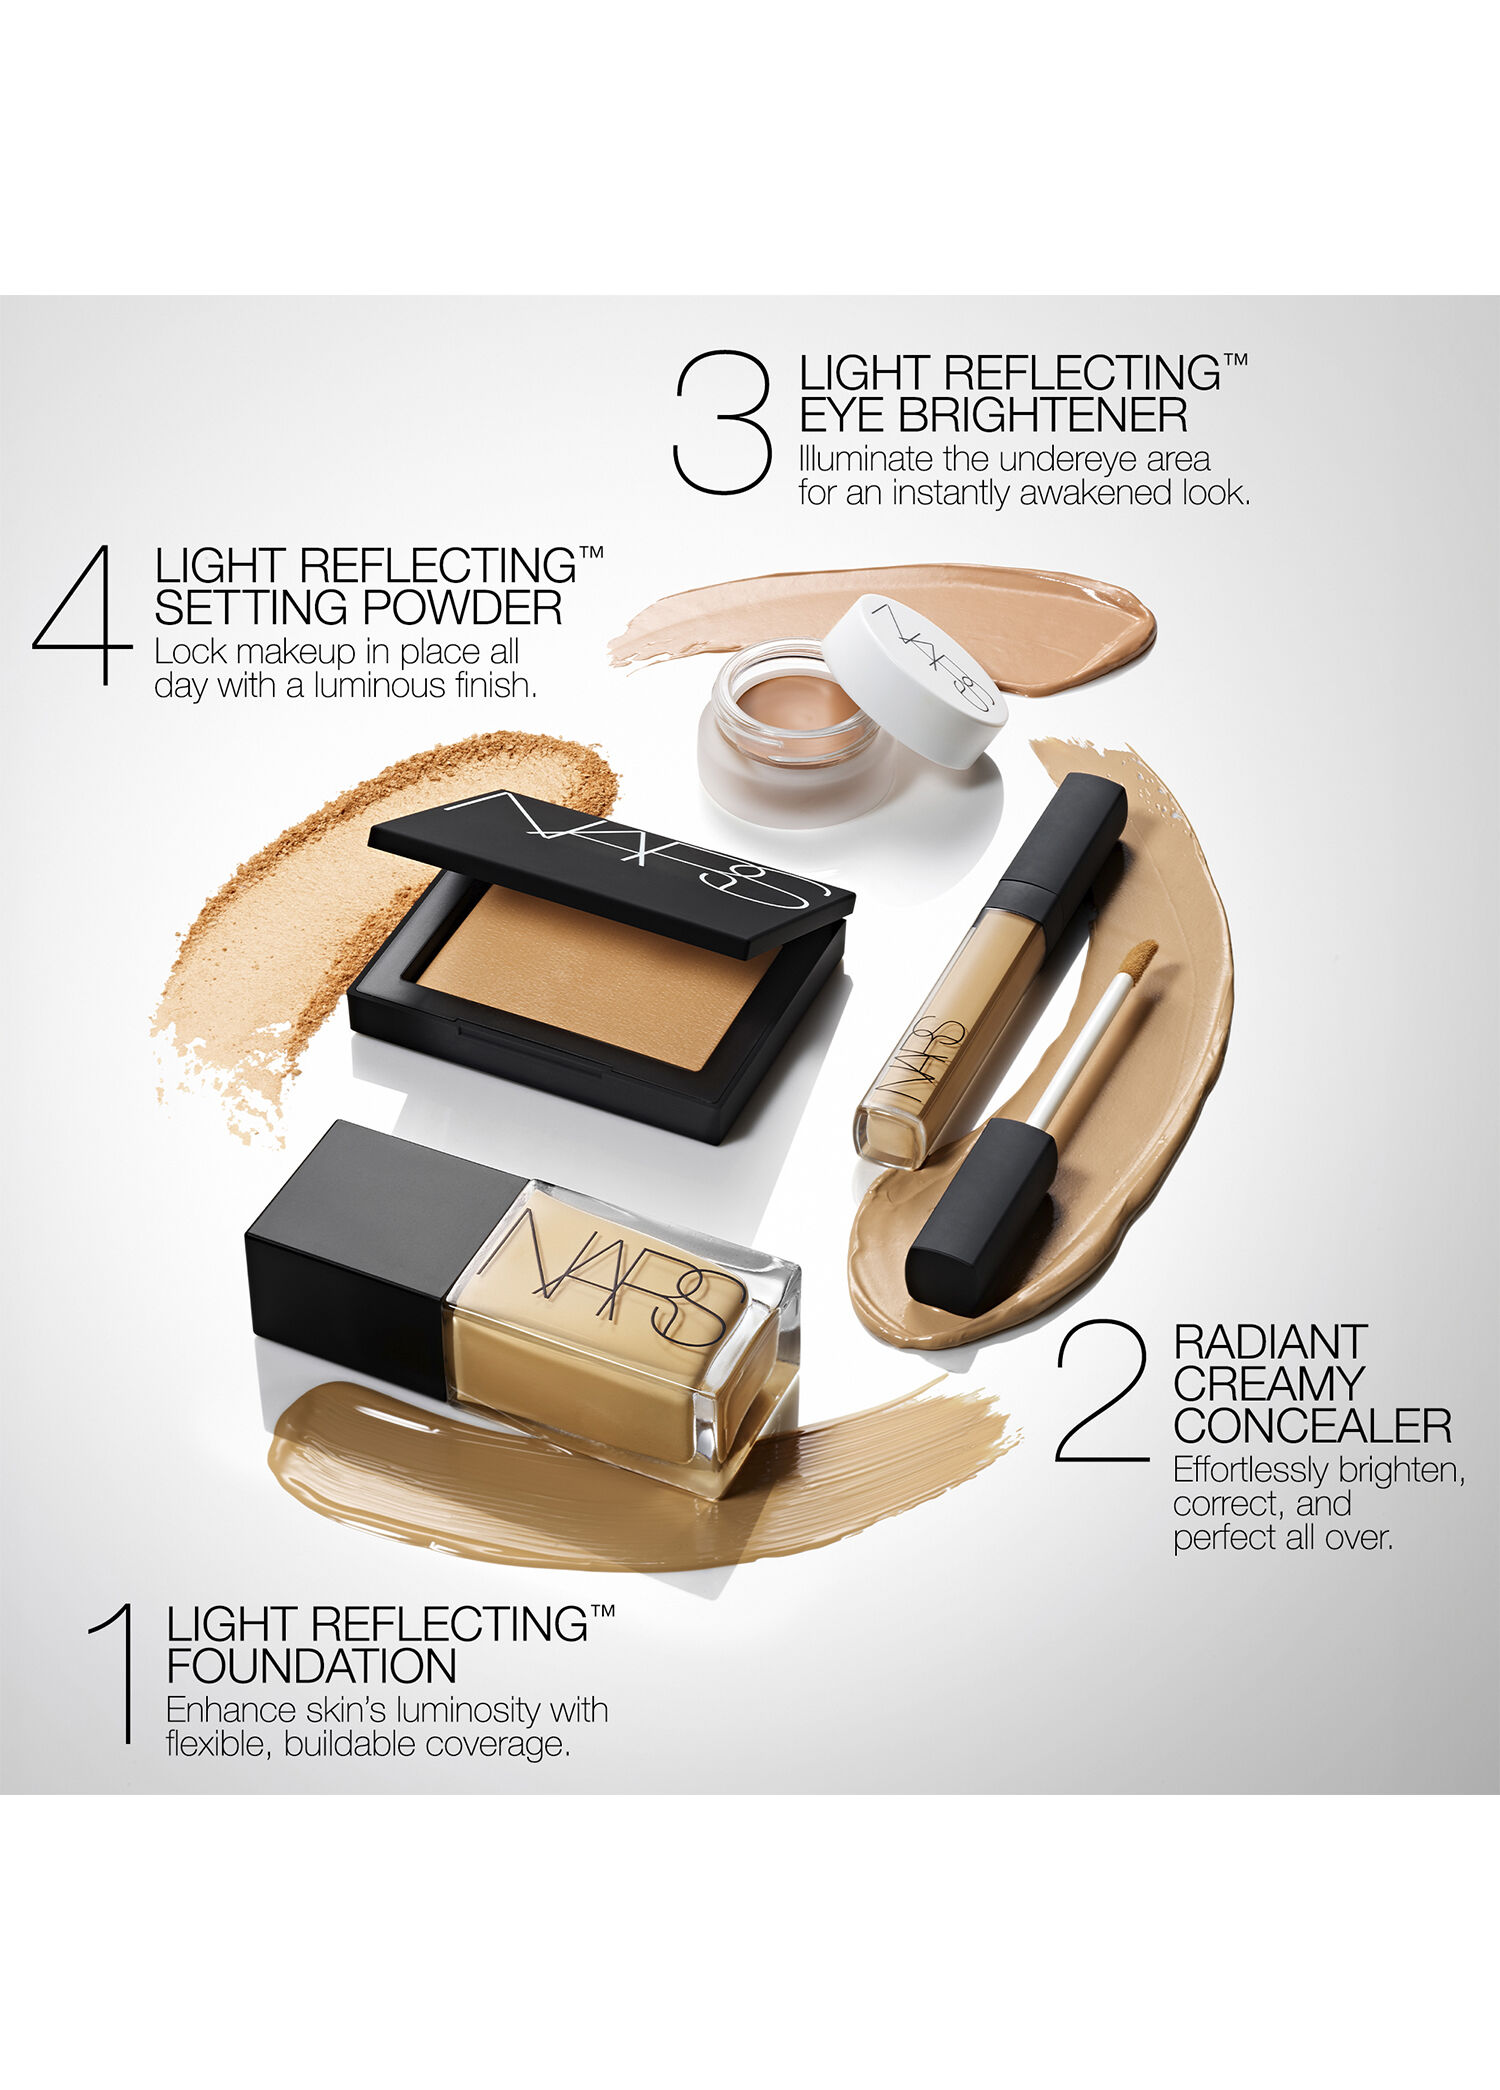 3
LIGHT REFLECTING™
EYE BRIGHTENER
Illuminate the undereye area
for an instantly awakened look.
4
LIGHT REFLECTING™
SETTING POWDER
Lock makeup in place all
day with a luminous finish.
NARS
NARS
NARS
NARS
2
RADIANT
CREAMY
CONCEALER
Effortlessly brighten,
correct, and
perfect all over.
1
LIGHT REFLECTING™
FOUNDATION
Enhance skin's luminosity with
flexible, buildable coverage.